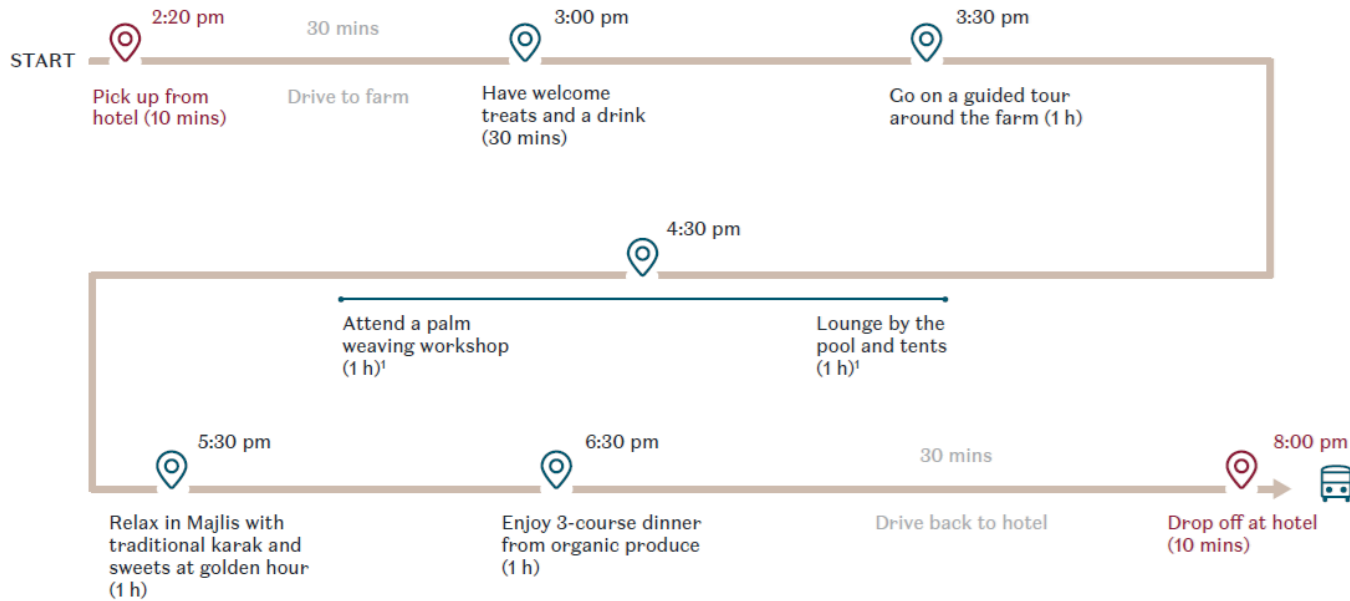 START
2:20 pm
Pick up from
hotel (10 mins)
30 mins
Drive to farm
3:00 pm
Have welcome
treats and a drink
(30 mins)
3:30 pm
Go on a guided tour
around the farm (1 h)
4:30 pm
Attend a palm
weaving workshop
(1 h)¹
Lounge by the
pool and tents
(1 h)¹
5:30 pm
Relax in Majlis with
traditional karak and
sweets at golden hour
(1 h)
6:30 pm
Enjoy 3-course dinner
from organic produce
(1 h)
30 mins
Drive back to hotel
8:00 pm
Drop off at hotel
(10 mins)